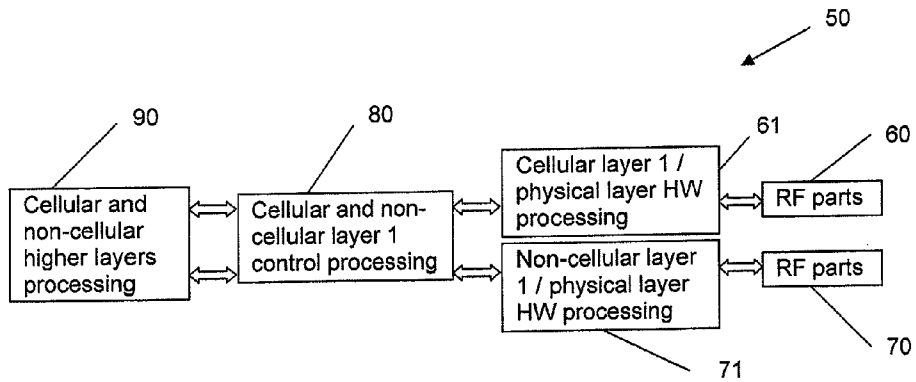 50
90
80
61
60
Cellular and
non-cellular
higher layers
processing
Cellular and non-
cellular layer 1
control processing
Cellular layer 1 /
physical layer HW
processing
RF parts
Non-cellular layer
1 / physical layer
HW processing
RF parts
71
70